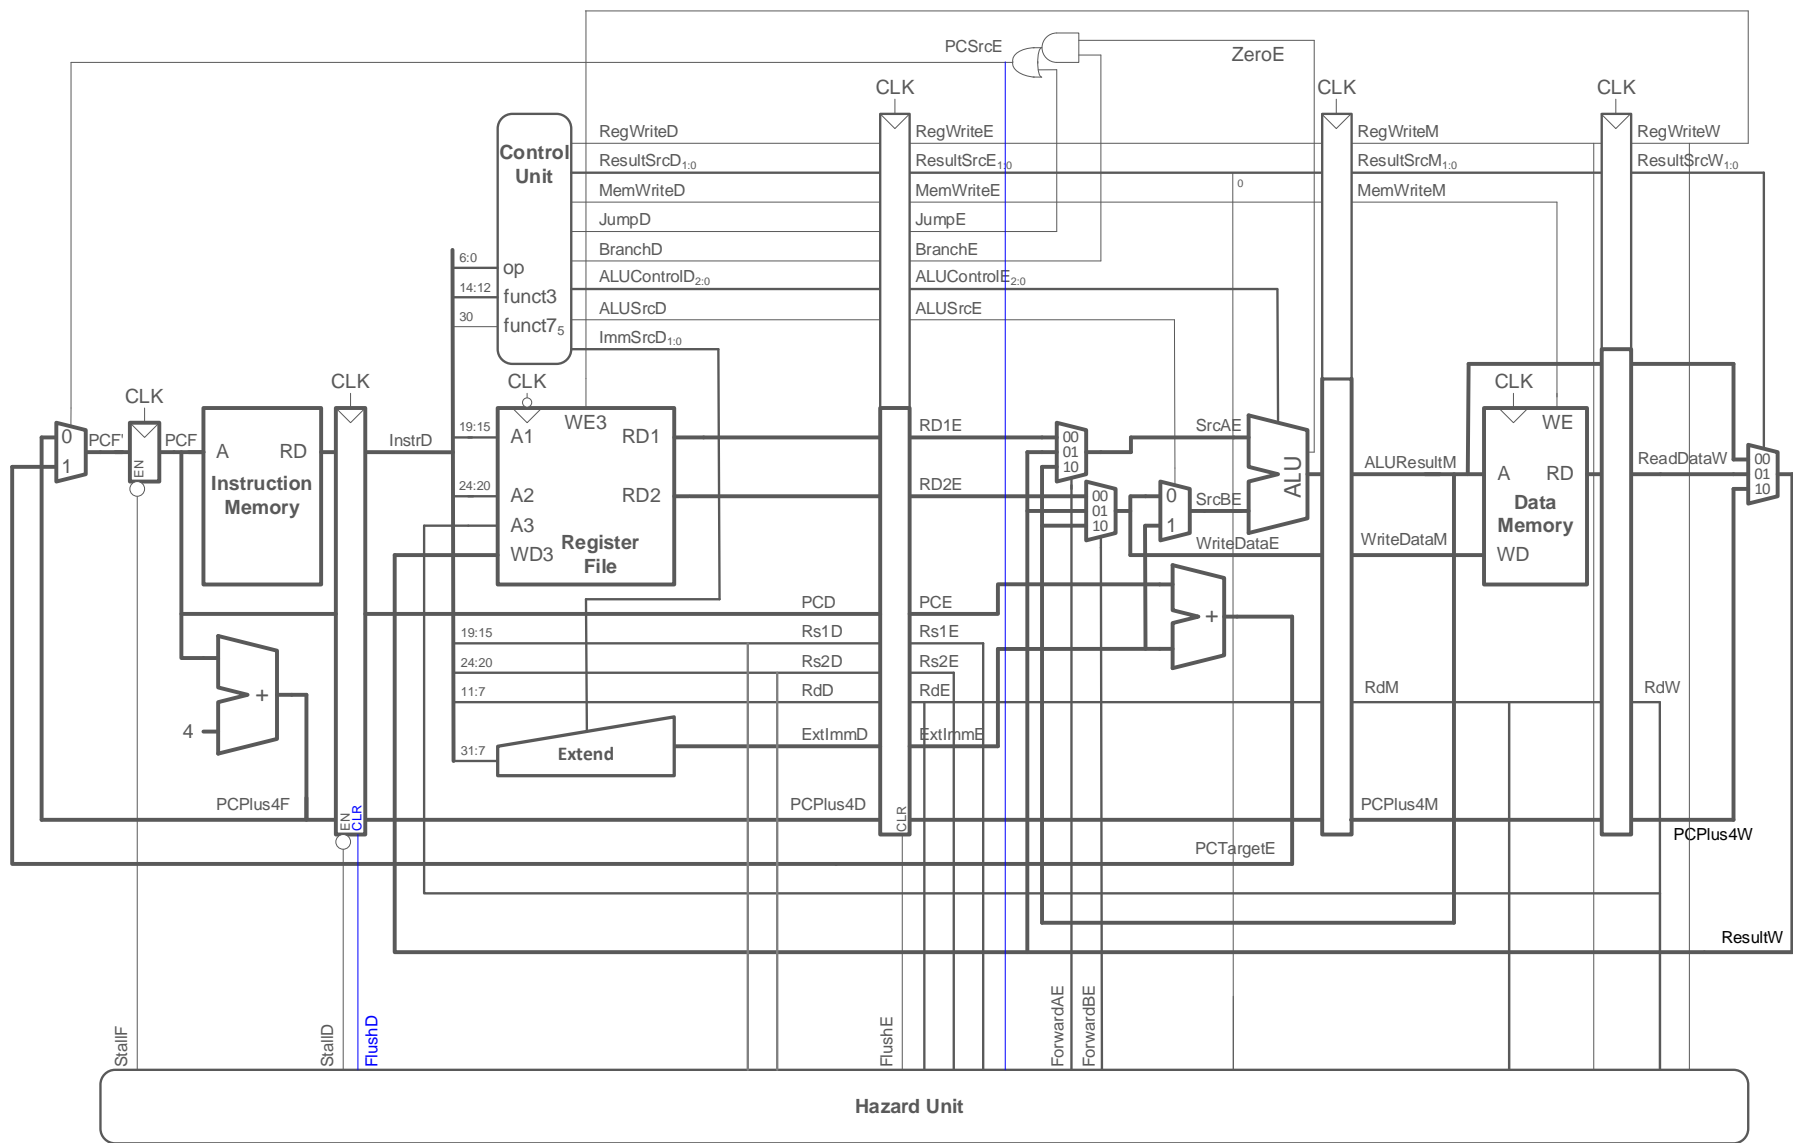 PCSrcE
ZeroE
CLK
CLK
CLK
Control
Unit
RegWriteD
RegWriteE
RegWriteM
RegWriteW
ResultSrcD1:0
ResultSrcE1:0
ResultSrcM1:0
ResultSrcW1:0
0
MemWriteD
MemWriteE
MemWriteM
JumpD
JumpE
BranchD
BranchE
6:0
op
ALUControlD2:0
ALUControlE2:0
14:12
funct3
ALUSrcD
ALUSrcE
30
funct75
ImmSrcD1:0
CLK
CLK
CLK
CLK
0
1
PCF'
EN
PCF
A
RD
Instruction
Memory
InstrD
19:15
A1
WE3
RD1
24:20
A2
RD2
A3
WD3
Register
File
RD1E
RD2E
00
01
10
00
01
10
0
1
SrcAE
SrcBE
ALU
ALUResultM
WriteDataE
WriteDataM
A
RD
WE
Data
Memory
WD
ReadDataW
00
01
10
PCD
PCE
+
19:15
Rs1D
Rs1E
24:20
Rs2D
Rs2E
11:7
RdD
RdE
RdM
RdW
+
4
31:7
Extend
ExtImmD
ExtImmE
PCPlus4F
EN
CLR
PCPlus4D
CLR
PCPlus4M
PCPlus4W
PCTargetE
ResultW
StallF
StallD
FlushD
FlushE
ForwardAE
ForwardBE
Hazard Unit